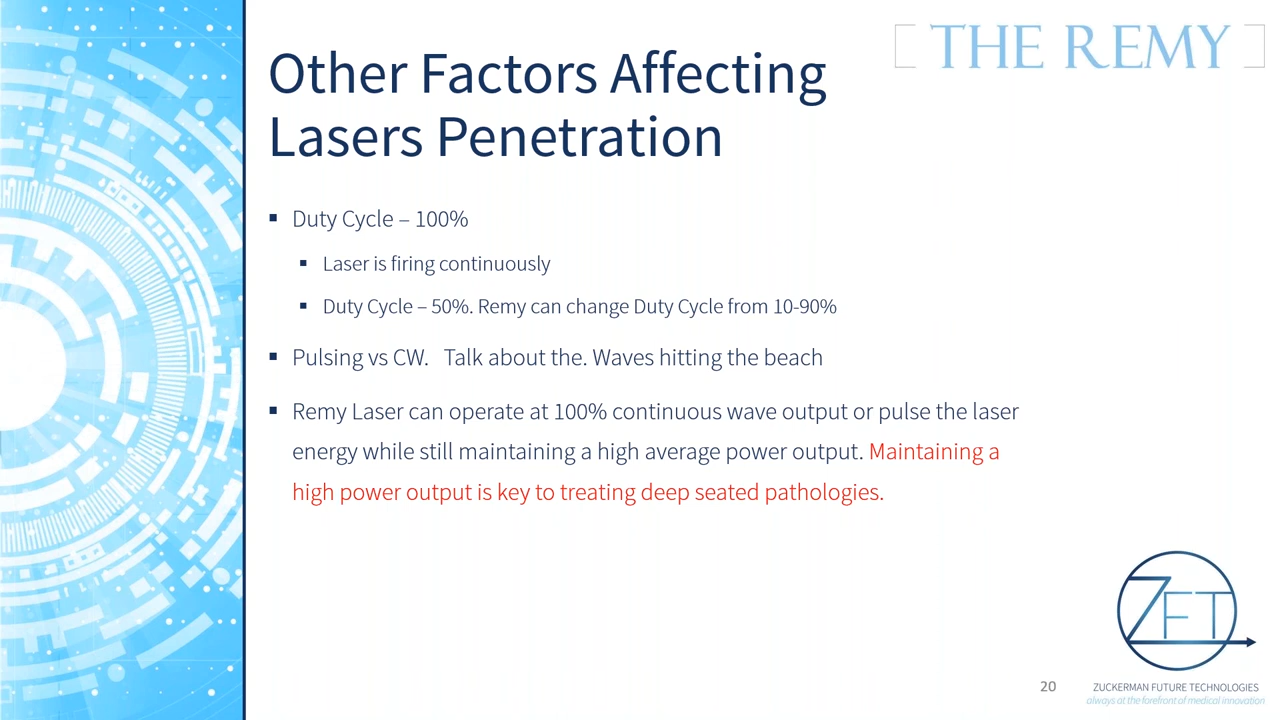 THE REMY
Other Factors Affecting
Lasers Penetration
▪ Duty Cycle – 100%
▪ Laser is firing continuously
▪ Duty Cycle – 50%. Remy can change Duty Cycle from 10-90%
▪ Pulsing vs CW.   Talk about the. Waves hitting the beach
▪ Remy Laser can operate at 100% continuous wave output or pulse the laser
energy while still maintaining a high average power output. Maintaining a
high power output is key to treating deep seated pathologies.
ZFT
20
ZUCKERMAN FUTURE TECHNOLOGIES
always at the forefront of medical innovation